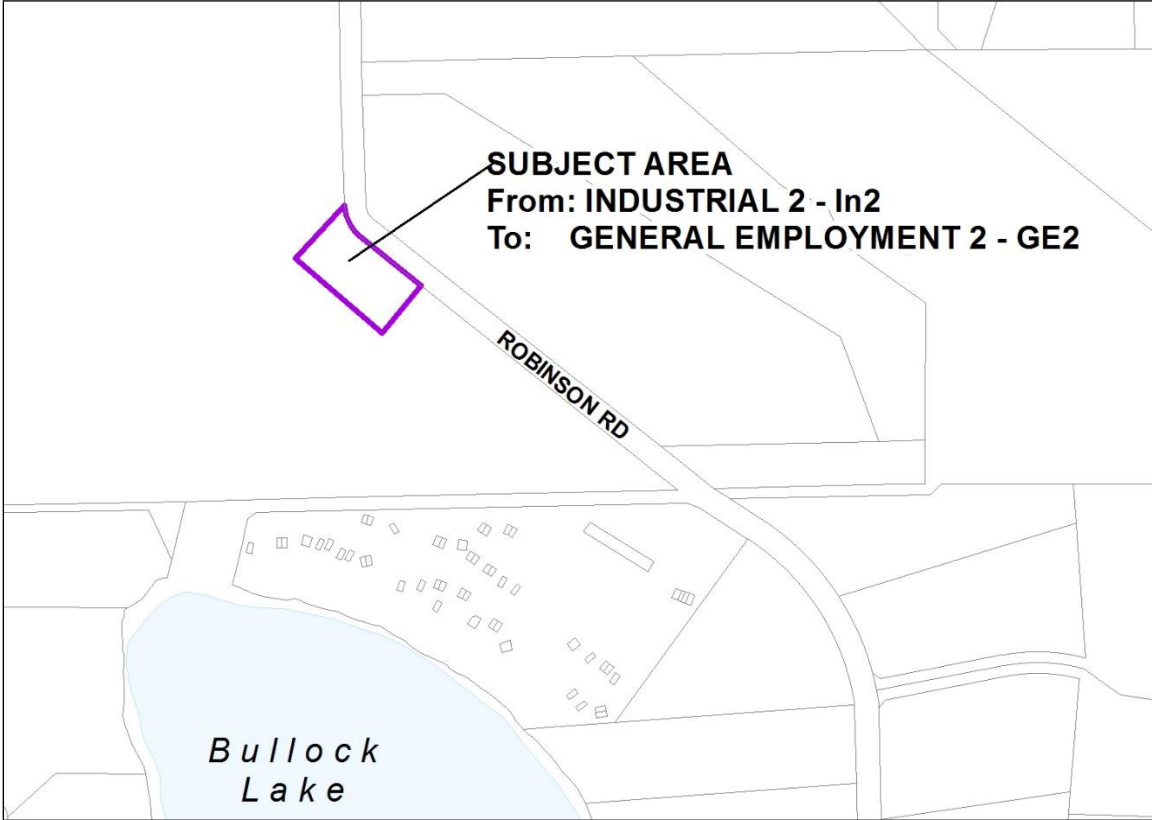 SUBJECT AREA
From: INDUSTRIAL 2 - In2
To: GENERAL EMPLOYMENT 2 - GE2
ROBINSON RD
Bullock
Lake